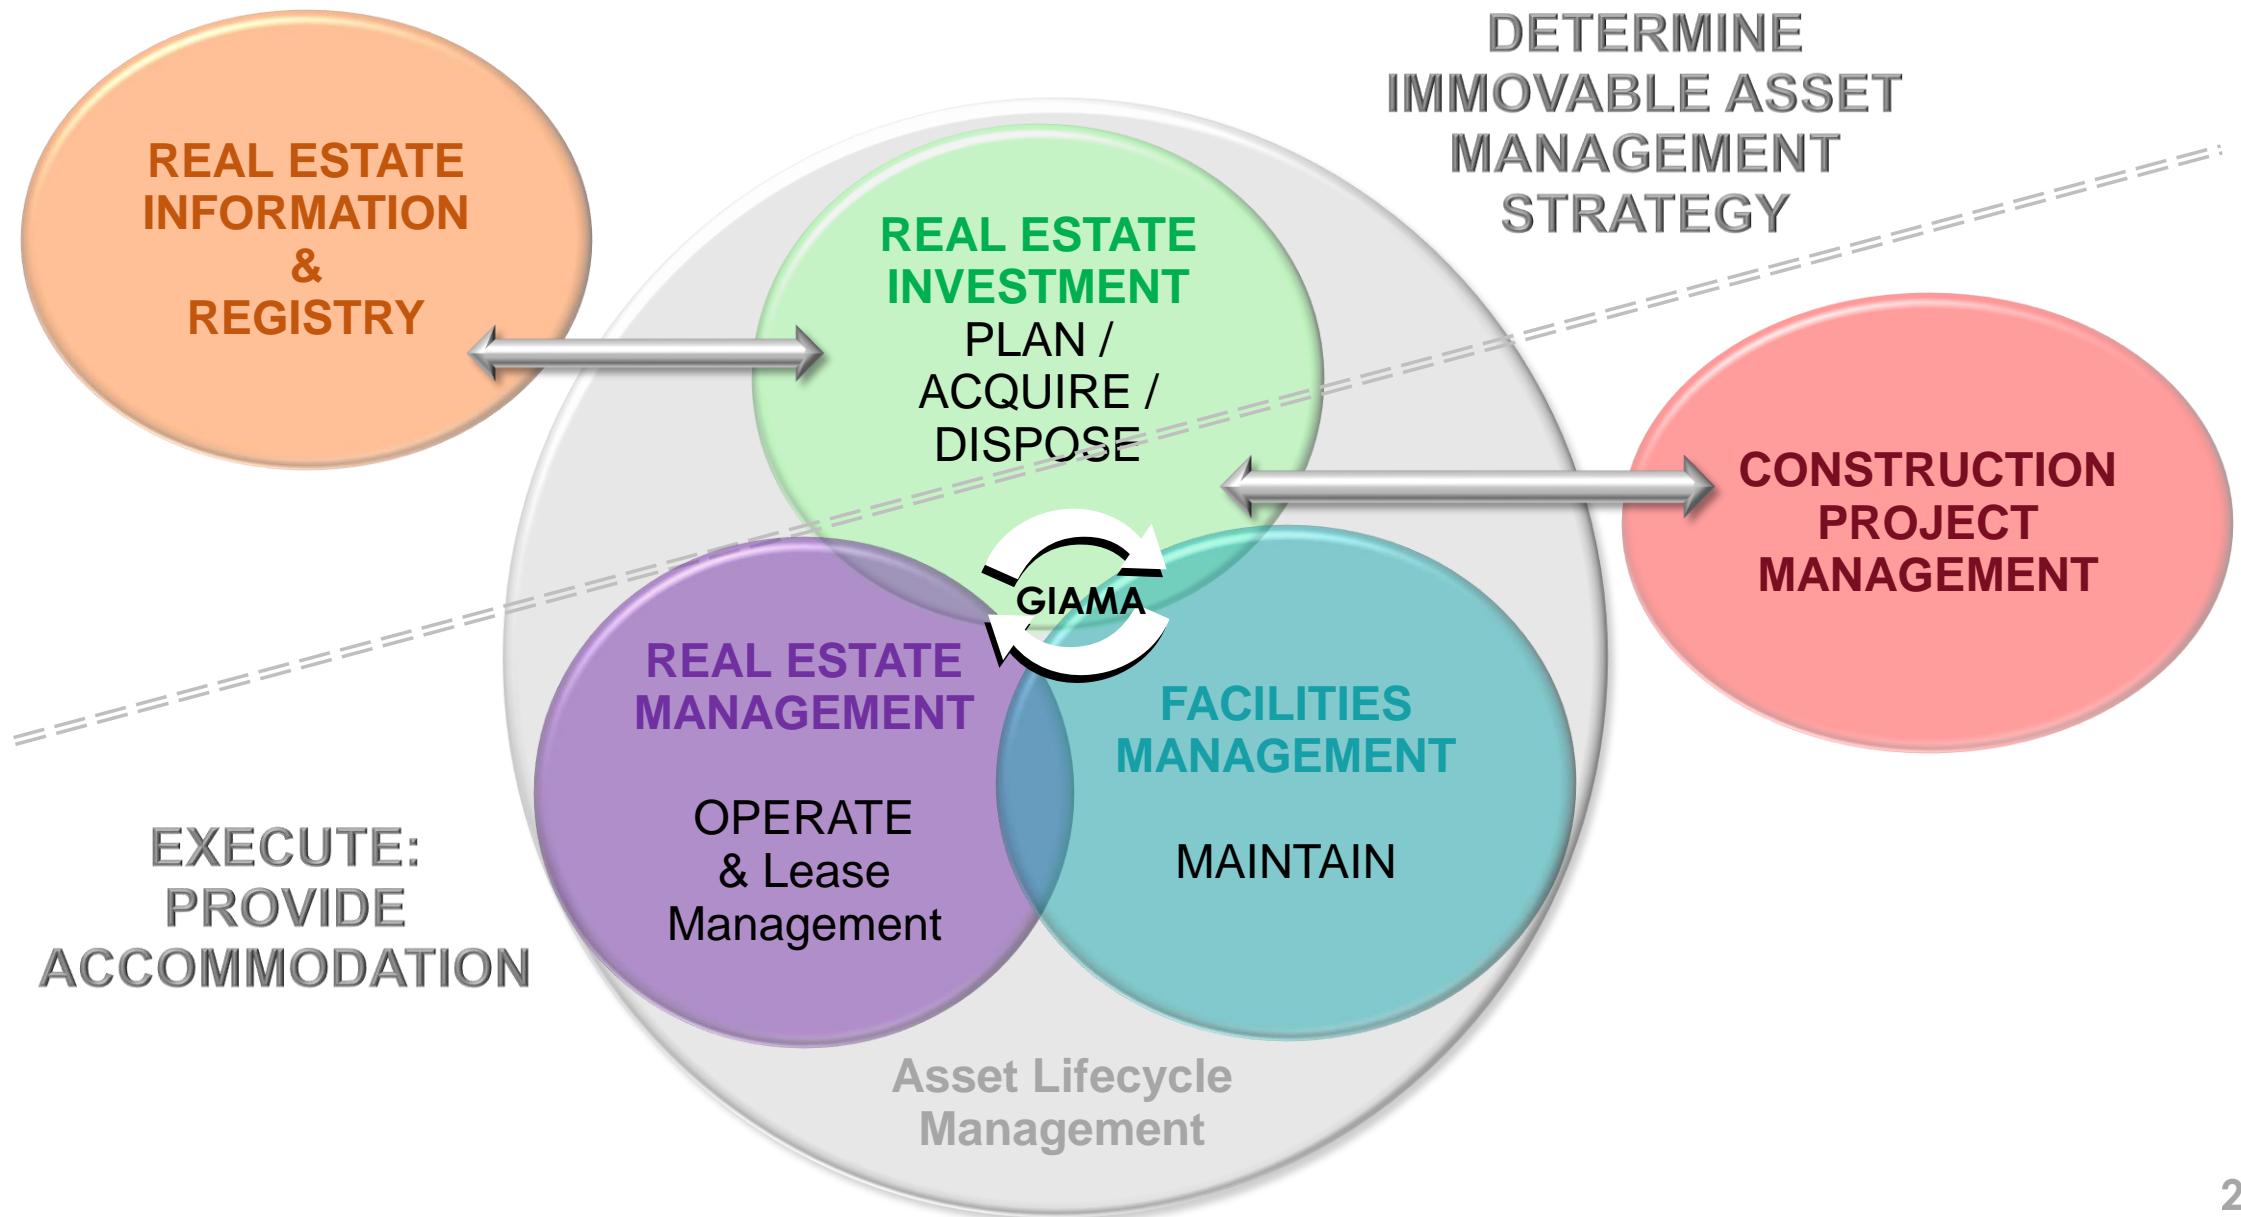 DETERMINE
IMMOVABLE ASSET
MANAGEMENT
STRATEGY
REAL ESTATE
INFORMATION
&
REGISTRY
REAL ESTATE
INVESTMENT
PLAN /
ACQUIRE /
DISPOSE
CONSTRUCTION
PROJECT
MANAGEMENT
GIAMA
REAL ESTATE
MANAGEMENT
OPERATE
& Lease
Management
FACILITIES
MANAGEMENT
MAINTAIN
EXECUTE:
PROVIDE
ACCOMMODATION
Asset Lifecycle
Management
2